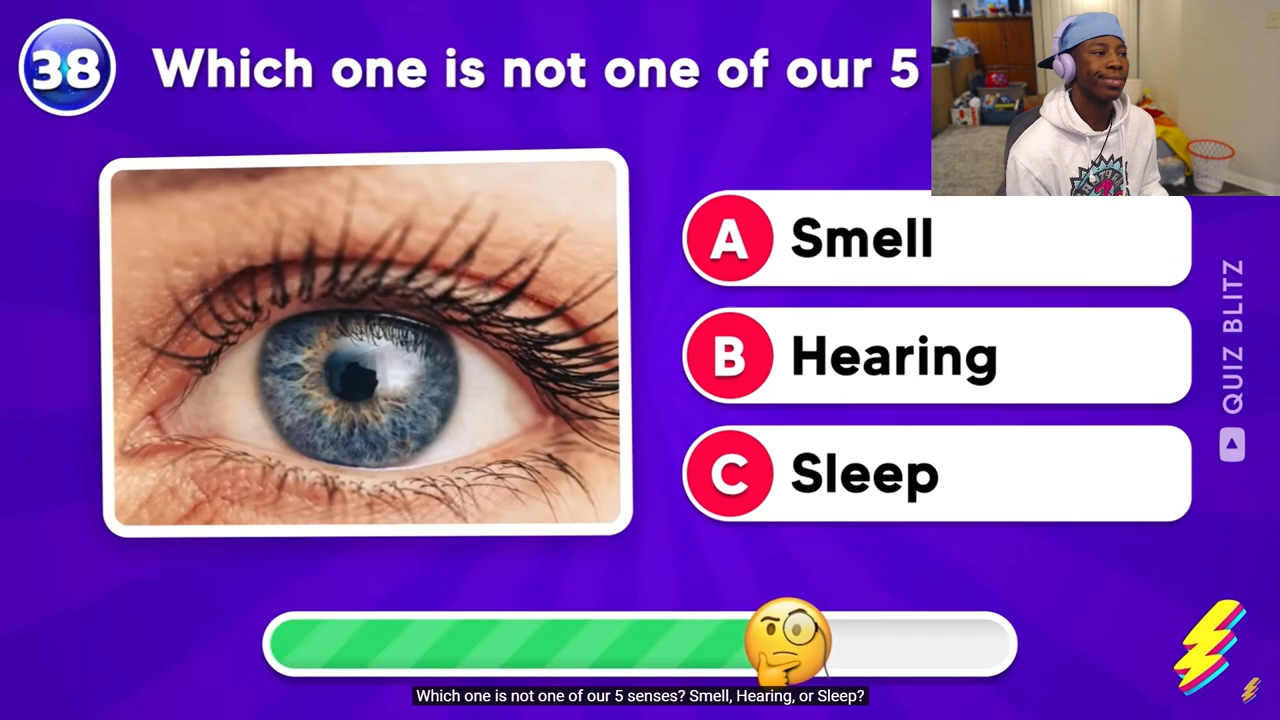 38
Which one is not one of our 5
A Smell
B Hearing
C Sleep
QUIZ BLITZ
Which one is not one of our 5 senses? Smell, Hearing, or Sleep?